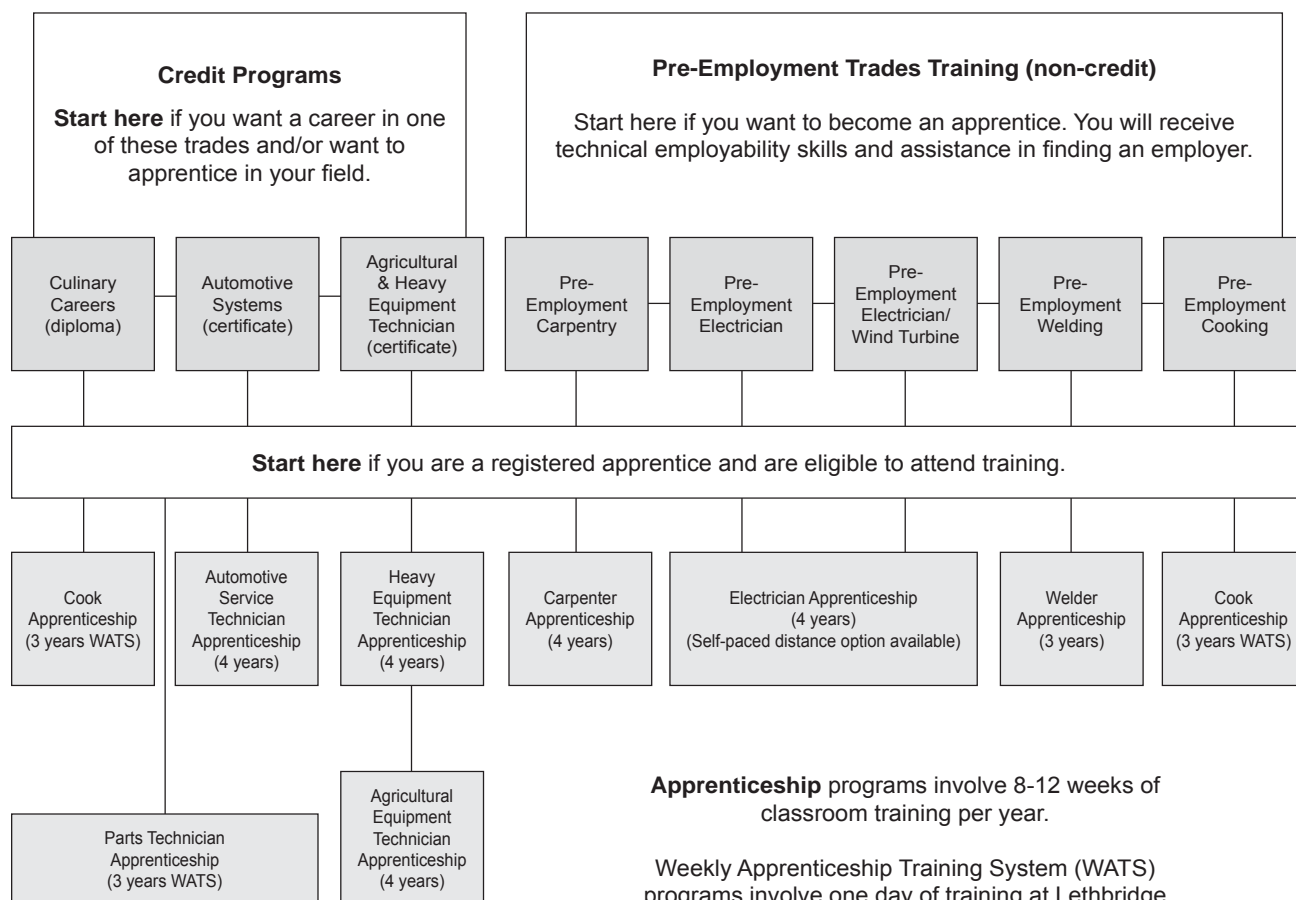 Credit Programs
Start here if you want a career in one
of these trades and/or want to
apprentice in your field.
Pre-Employment Trades Training (non-credit)
Start here if you want to become an apprentice. You will receive
technical employability skills and assistance in finding an employer.
Culinary
Careers
(diploma)
Automotive
Systems
(certificate)
Agricultural
& Heavy
Equipment
Technician
(certificate)
Pre-
Employment
Carpentry
Pre-
Employment
Electrician
Pre-
Employment
Electrician/
Wind Turbine
Pre-
Employment
Welding
Pre-
Employment
Cooking
Start here if you are a registered apprentice and are eligible to attend training.
Cook
Apprenticeship
(3 years WATS)
Automotive
Service
Technician
Apprenticeship
(4 years)
Heavy
Equipment
Technician
Apprenticeship
(4 years)
Carpenter
Apprenticeship
(4 years)
Electrician Apprenticeship
(4 years)
(Self-paced distance option available)
Welder
Apprenticeship
(3 years)
Cook
Apprenticeship
(3 years WATS)
Parts Technician
Apprenticeship
(3 years WATS)
Agricultural
Equipment
Technician
Apprenticeship
(4 years)
Apprenticeship programs involve 8-12 weeks of
classroom training per year.
Weekly Apprenticeship Training System (WATS)
programs involve one day of training at Lethbridge